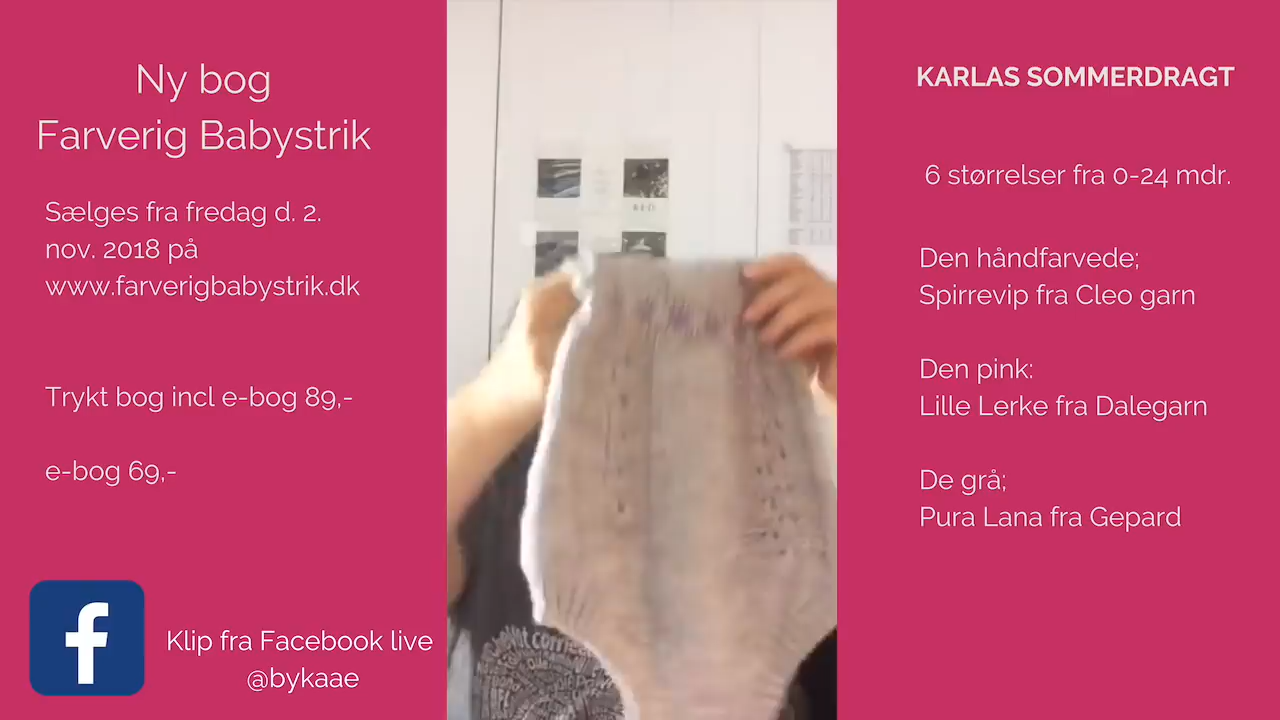 Ny bog
Farverig Babystrik
Sælges fra fredag d. 2.
nov. 2018 på
www.farverigbabystrik.dk
Trykt bog incl e-bog 89,-
e-bog 69,-
Klip fra Facebook live
@bykaae
KARLAS SOMMERDRAGT
6 størrelser fra 0-24 mdr.
Den håndfarvede;
Spirrevip fra Cleo garn
Den pink:
Lille Lerke fra Dalegarn
De grå;
Pura Lana fra Gepard